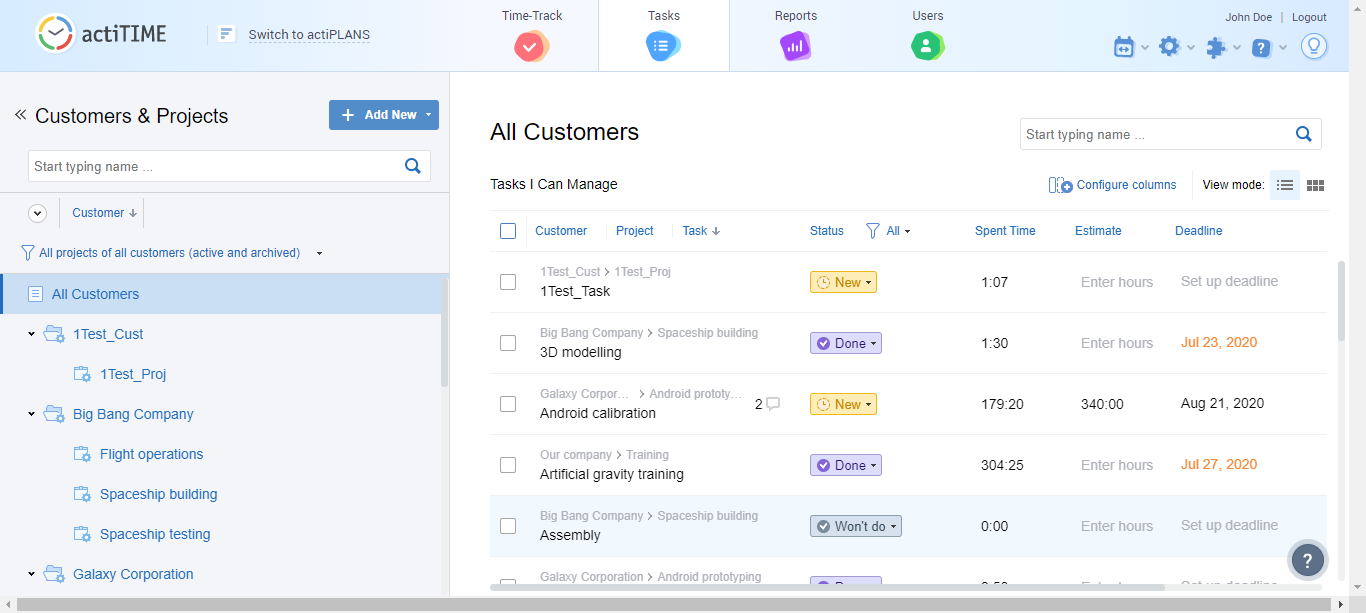 actiTIME
Switch to actiPLANS
Time-Track
Tasks
Reports
Users
John Doe | Logout
Customers & Projects
Add New
Start typing name ...
Customer
All projects of all customers (active and archived)
All Customers
1Test_Cust
1Test_Proj
Big Bang Company
Flight operations
Spaceship building
Spaceship testing
Galaxy Corporation
All Customers
Start typing name ...
Tasks I Can Manage
Configure columns
View mode:
Customer Project Task Status All Spent Time Estimate Deadline
1Test_Cust > 1Test_Proj
1Test_Task New 1:07 Enter hours Set up deadline
Big Bang Company > Spaceship building
3D modelling Done 1:30 Enter hours Jul 23, 2020
Galaxy Corpor... > Android prototy...
Android calibration 2 New 179:20 340:00 Aug 21, 2020
Our company > Training
Artificial gravity training Done 304:25 Enter hours Jul 27, 2020
Big Bang Company > Spaceship building
Assembly Won't do 0:00 Enter hours Set up deadline
Galaxy Corporation > Android prototyping
?